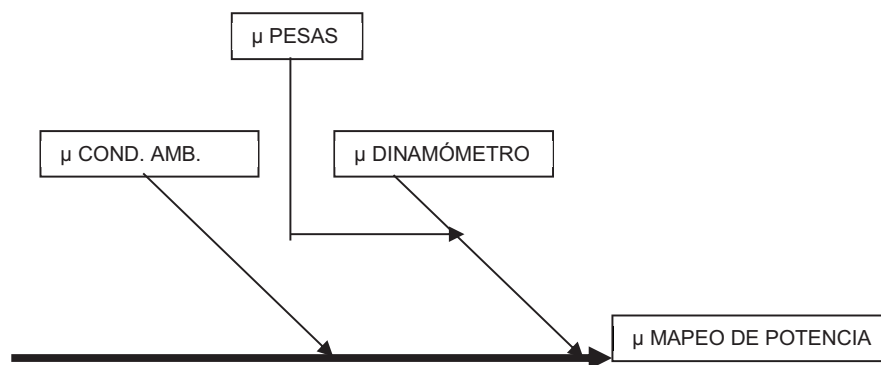 µ PESAS
µ COND. AMB.
µ DINAMÓMETRO
µ MAPEO DE POTENCIA